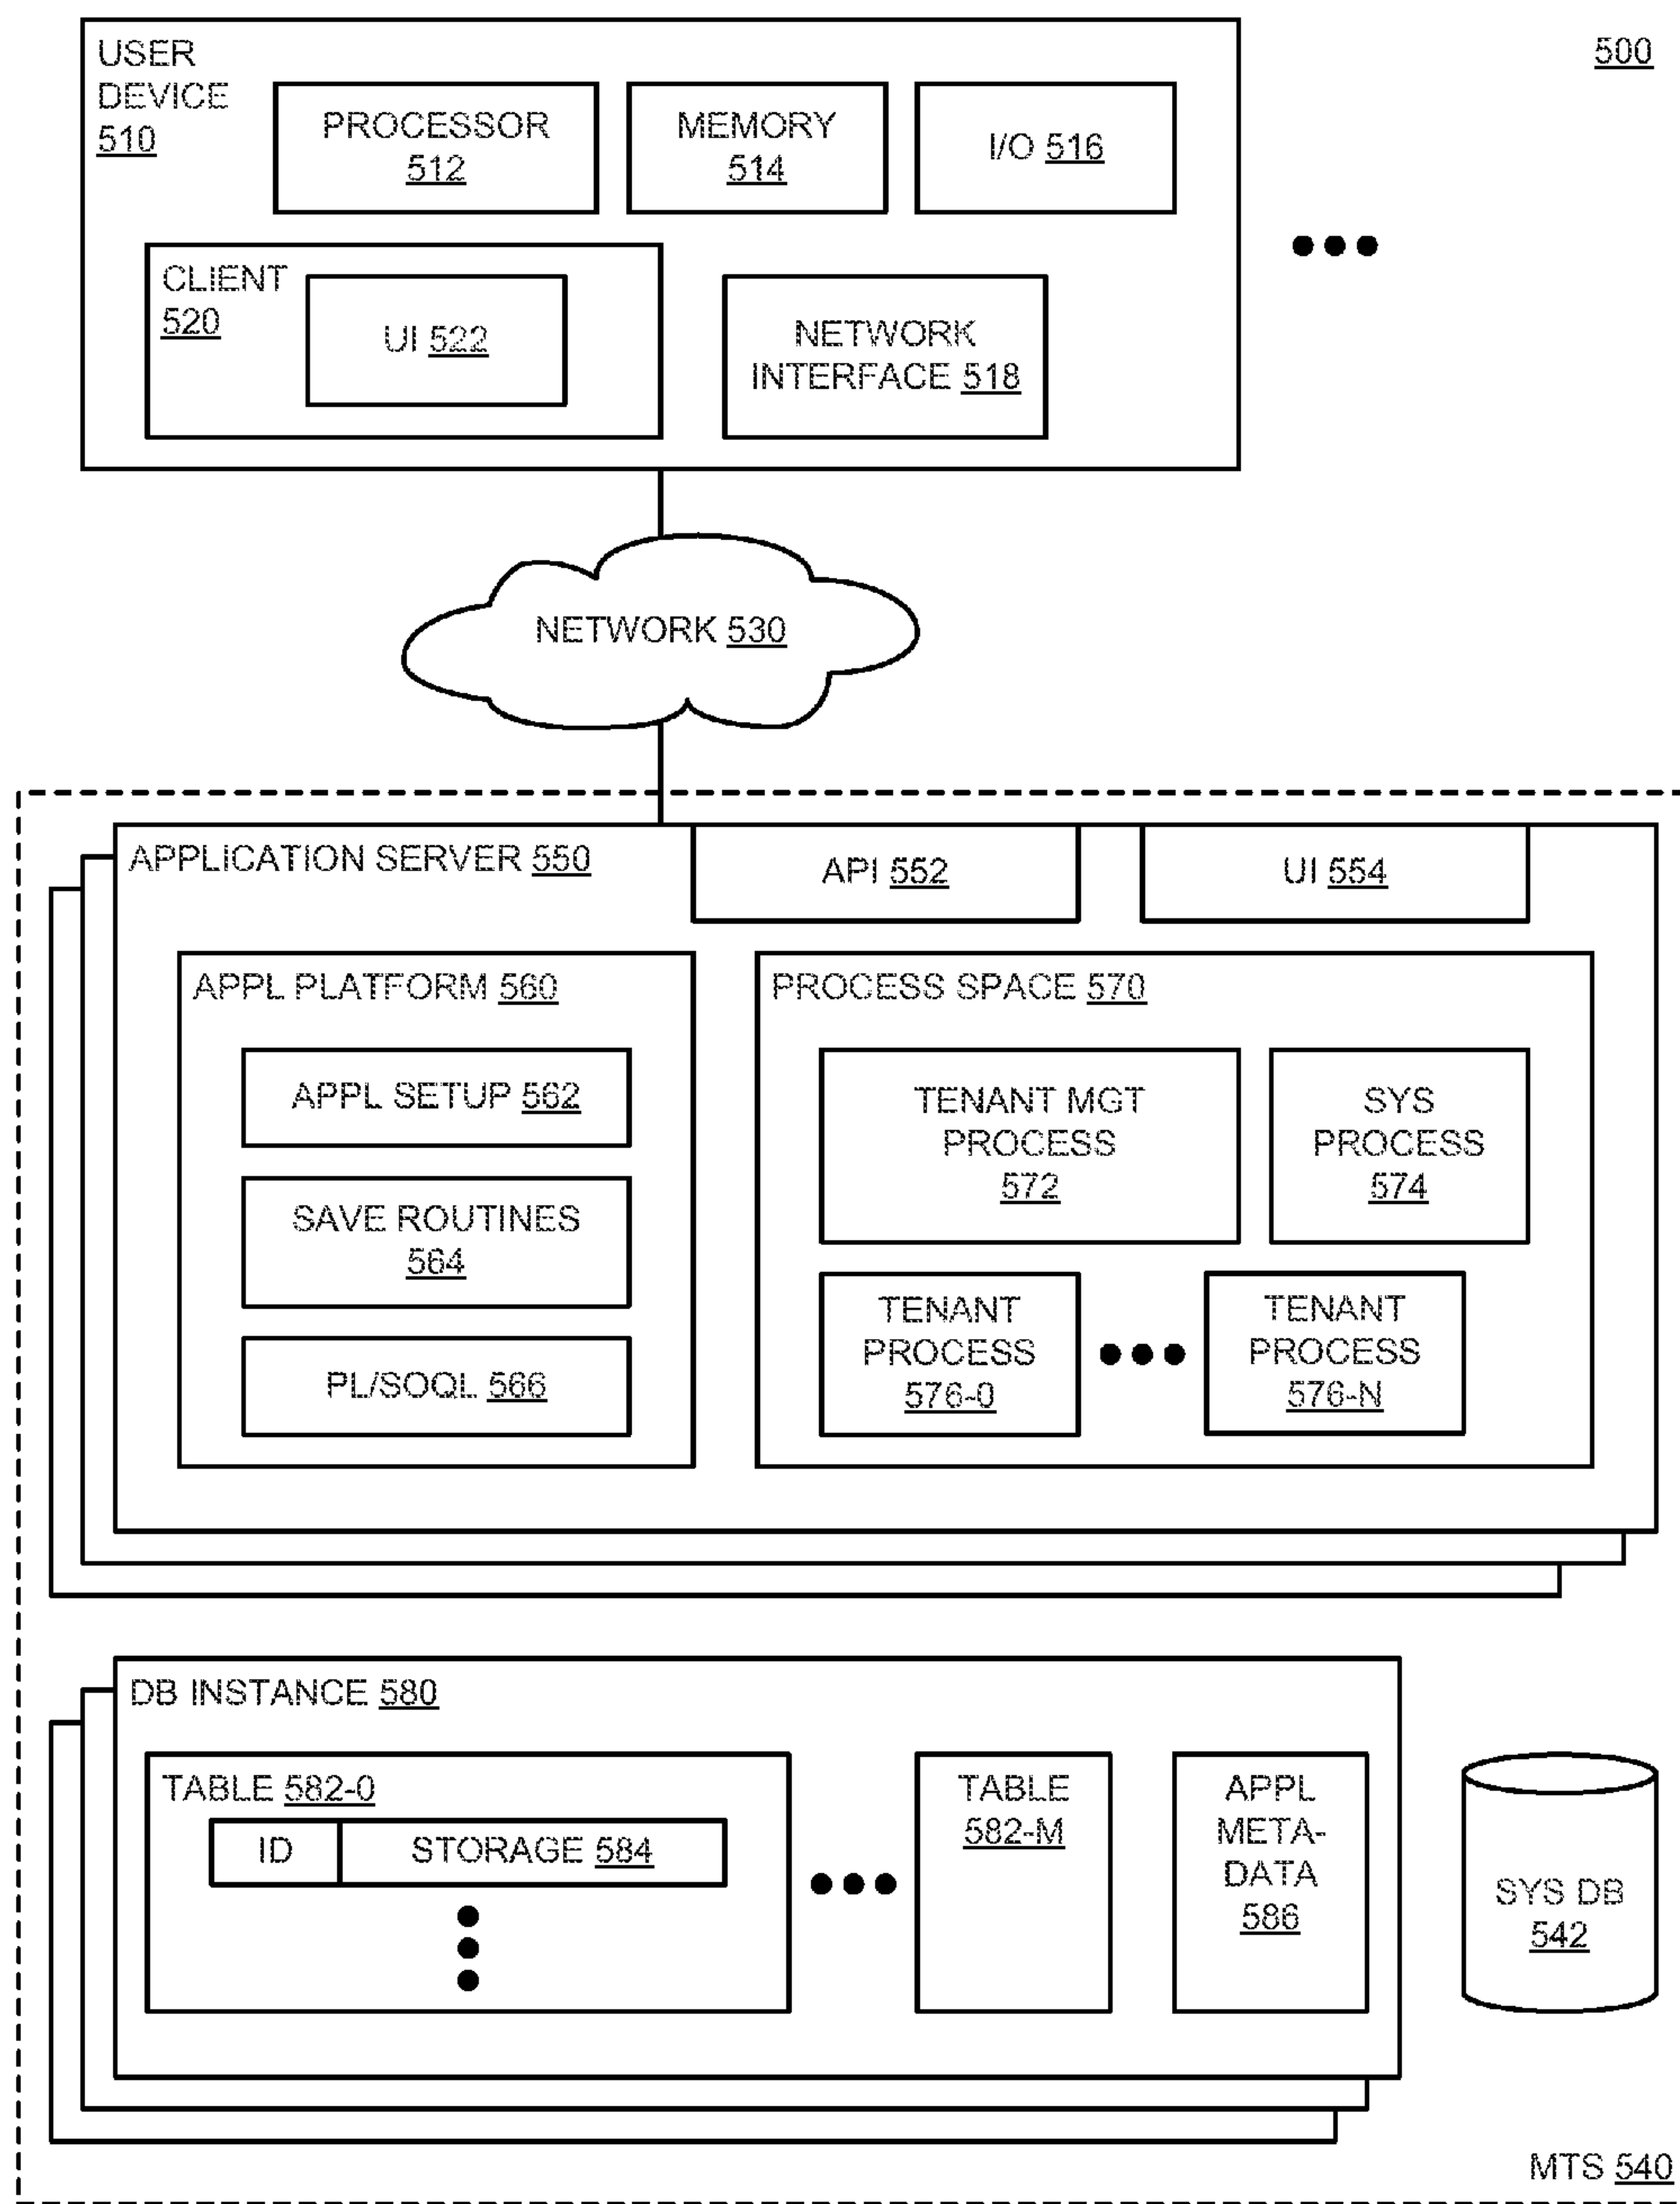 500
USER
DEVICE
510
PROCESSOR
512
MEMORY
514
I/O 516
CLIENT
520
UI 522
NETWORK
INTERFACE 518
NETWORK 530
APPLICATION SERVER 550
API 552
UI 554
APPL PLATFORM 560
APPL SETUP 562
SAVE ROUTINES
564
PL/SOQL 566
PROCESS SPACE 570
TENANT MGT
PROCESS
572
SYS
PROCESS
574
TENANT
PROCESS
576-0
TENANT
PROCESS
576-N
DB INSTANCE 580
TABLE 582-0
ID
STORAGE 584
TABLE
582-M
APPL
META-
DATA
586
SYS DB
542
MTS 540